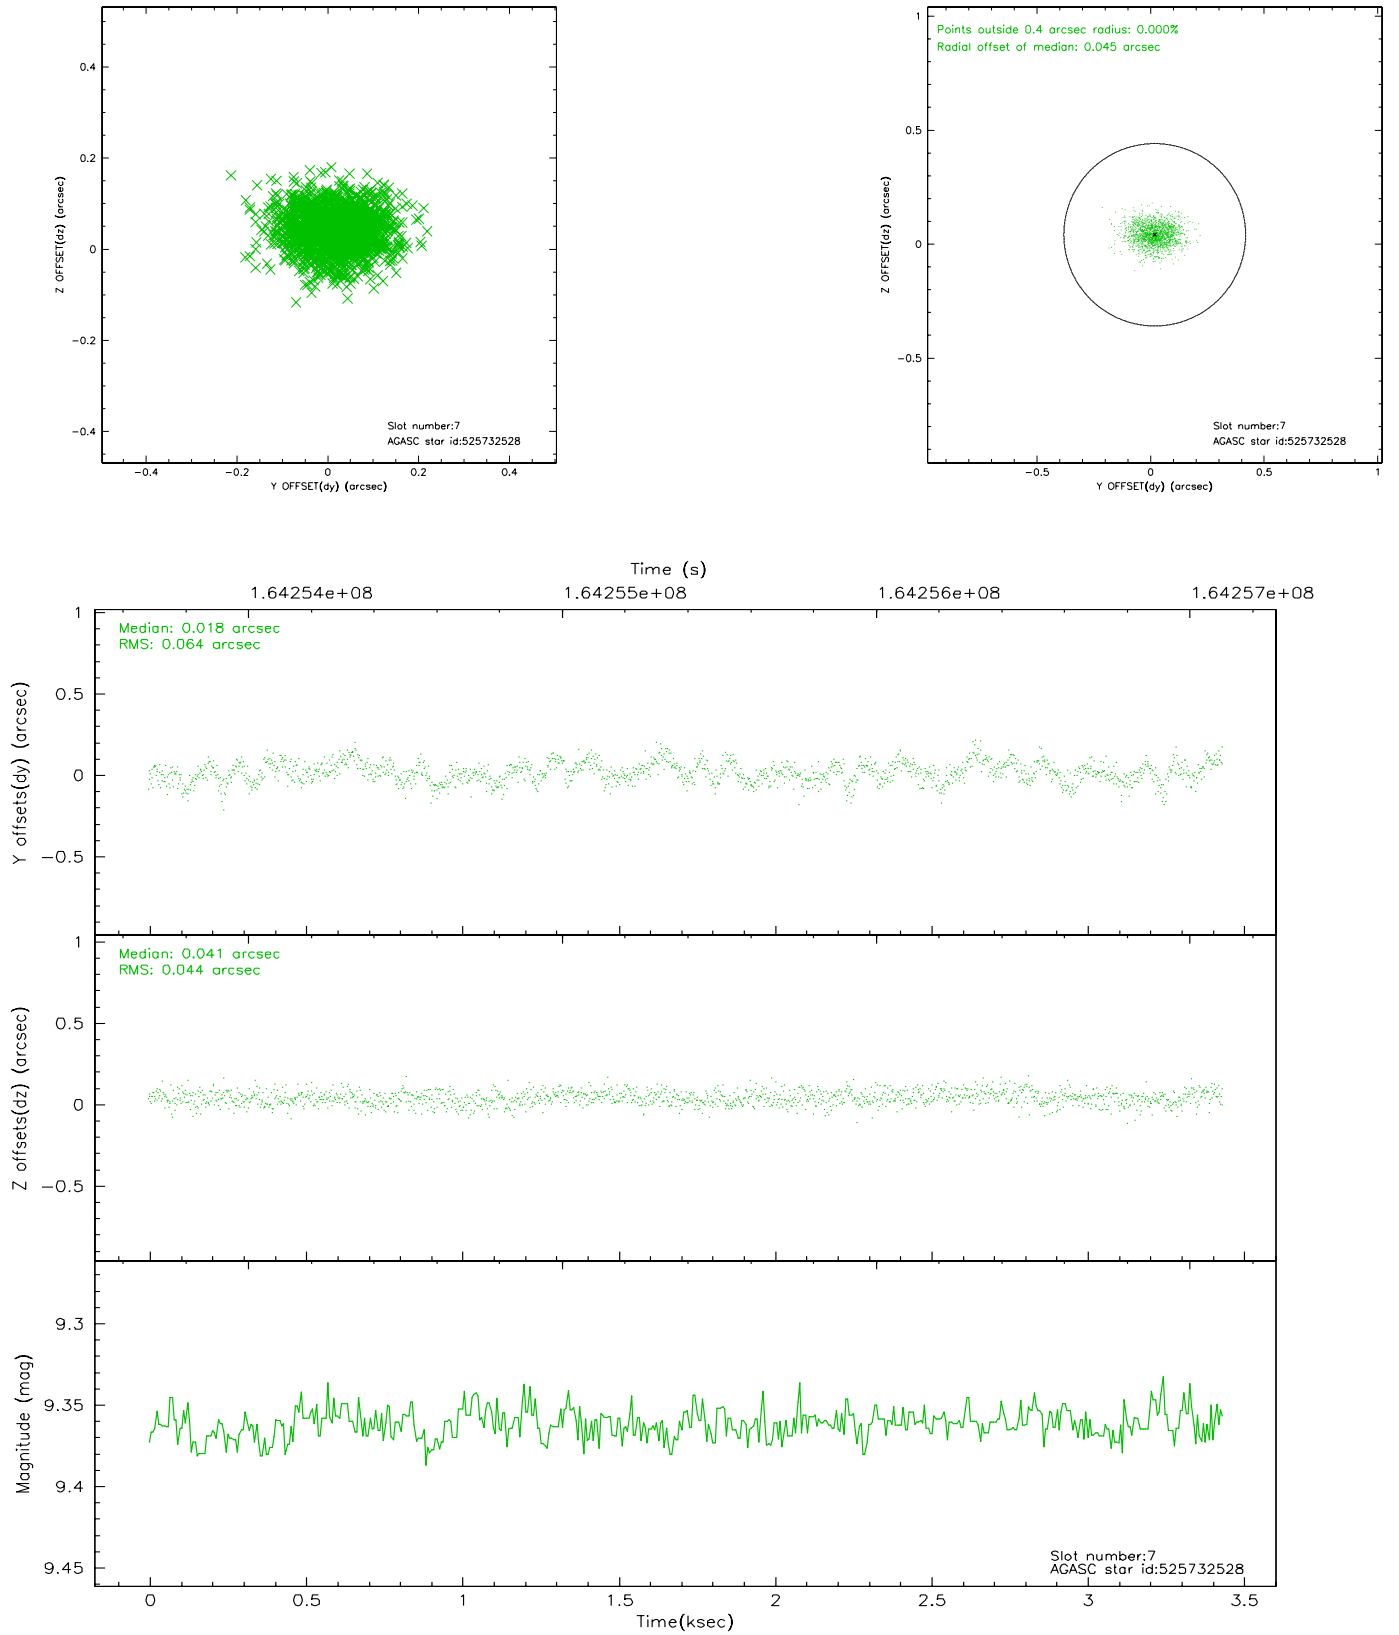 0.4
0.2
0
−0.2
−0.4
Z OFFSET(dz) (arcsec)
Slot number:7
AGASC star id:525732528
−0.4 −0.2 0 0.2 0.4
Y OFFSET(dy) (arcsec)
Points outside 0.4 arcsec radius: 0.000%
Radial offset of median: 0.045 arcsec
1
0.5
0
−0.5
Z OFFSET(dz) (arcsec)
Slot number:7
AGASC star id:525732528
−0.5 0 0.5 1
Y OFFSET(dy) (arcsec)
Time (s)
1.64254e+08 1.64255e+08 1.64256e+08 1.64257e+08
Median: 0.018 arcsec
RMS: 0.064 arcsec
1
0.5
0
−0.5
Y offsets(dy) (arcsec)
Median: 0.041 arcsec
RMS: 0.044 arcsec
1
0.5
0
−0.5
Z offsets(dz) (arcsec)
9.3
9.35
9.4
9.45
Magnitude (mag)
Slot number:7
AGASC star id:525732528
0 0.5 1 1.5 2 2.5 3 3.5
Time(ksec)